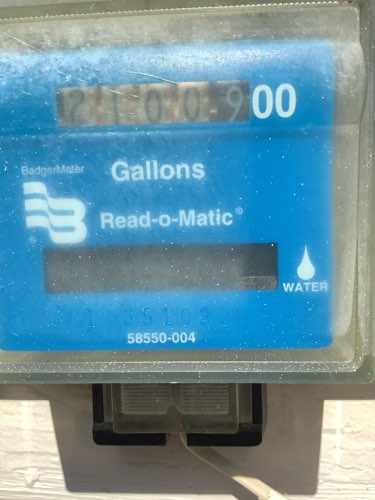 2100900
BadgerMeter
Gallons
®
Read-o-Matic®
WATER
58550-004